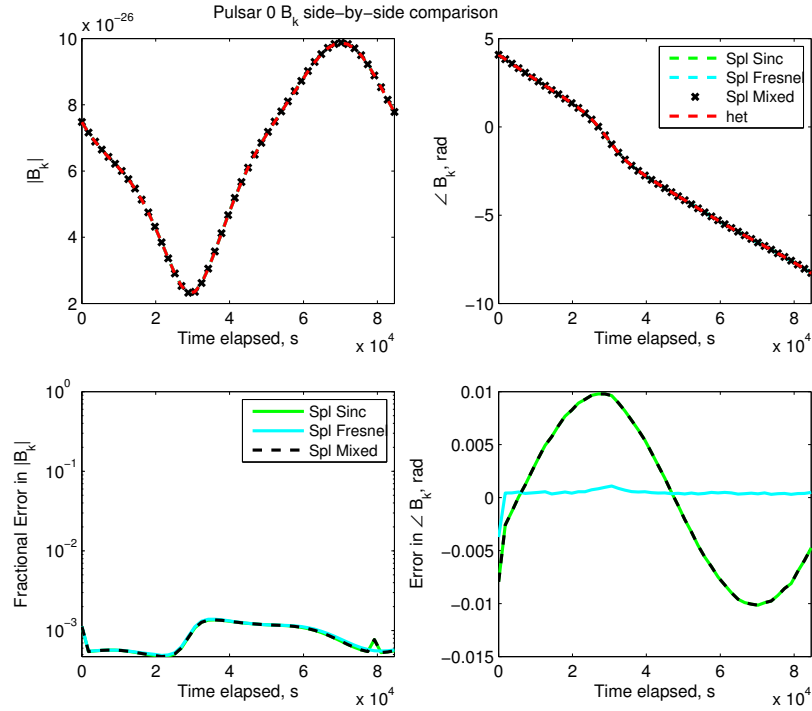 Pulsar 0 B_k side−by−side comparison
x 10^−26
10
8
6
4
2
|B_k|
0 2 4 6 8
Time elapsed, s
x 10^4
5
0
−5
−10
∠ B_k, rad
Spl Sinc
Spl Fresnel
Spl Mixed
het
0 2 4 6 8
Time elapsed, s
x 10^4
10^0
10^−1
10^−2
10^−3
Fractional Error in |B_k|
Spl Sinc
Spl Fresnel
Spl Mixed
0 2 4 6 8
Time elapsed, s
x 10^4
0.01
0.005
0
−0.005
−0.01
−0.015
Error in ∠ B_k, rad
0 2 4 6 8
Time elapsed, s
x 10^4